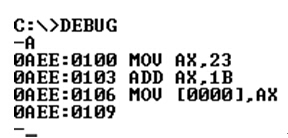 C:\>DEBUG
-A
0AEE:0100 MOV AX,23
0AEE:0103 ADD AX,1B
0AEE:0106 MOV [0000],AX
0AEE:0109
-_